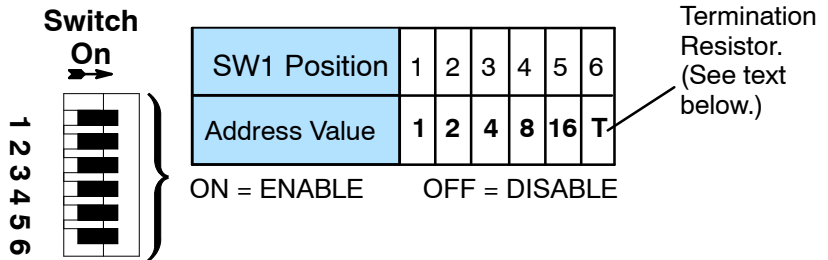 Switch
On
1
2
3
4
5
6
SW1 Position 1 2 3 4 5 6
Address Value 1 2 4 8 16 T
ON = ENABLE OFF = DISABLE
Termination
Resistor.
(See text
below.)